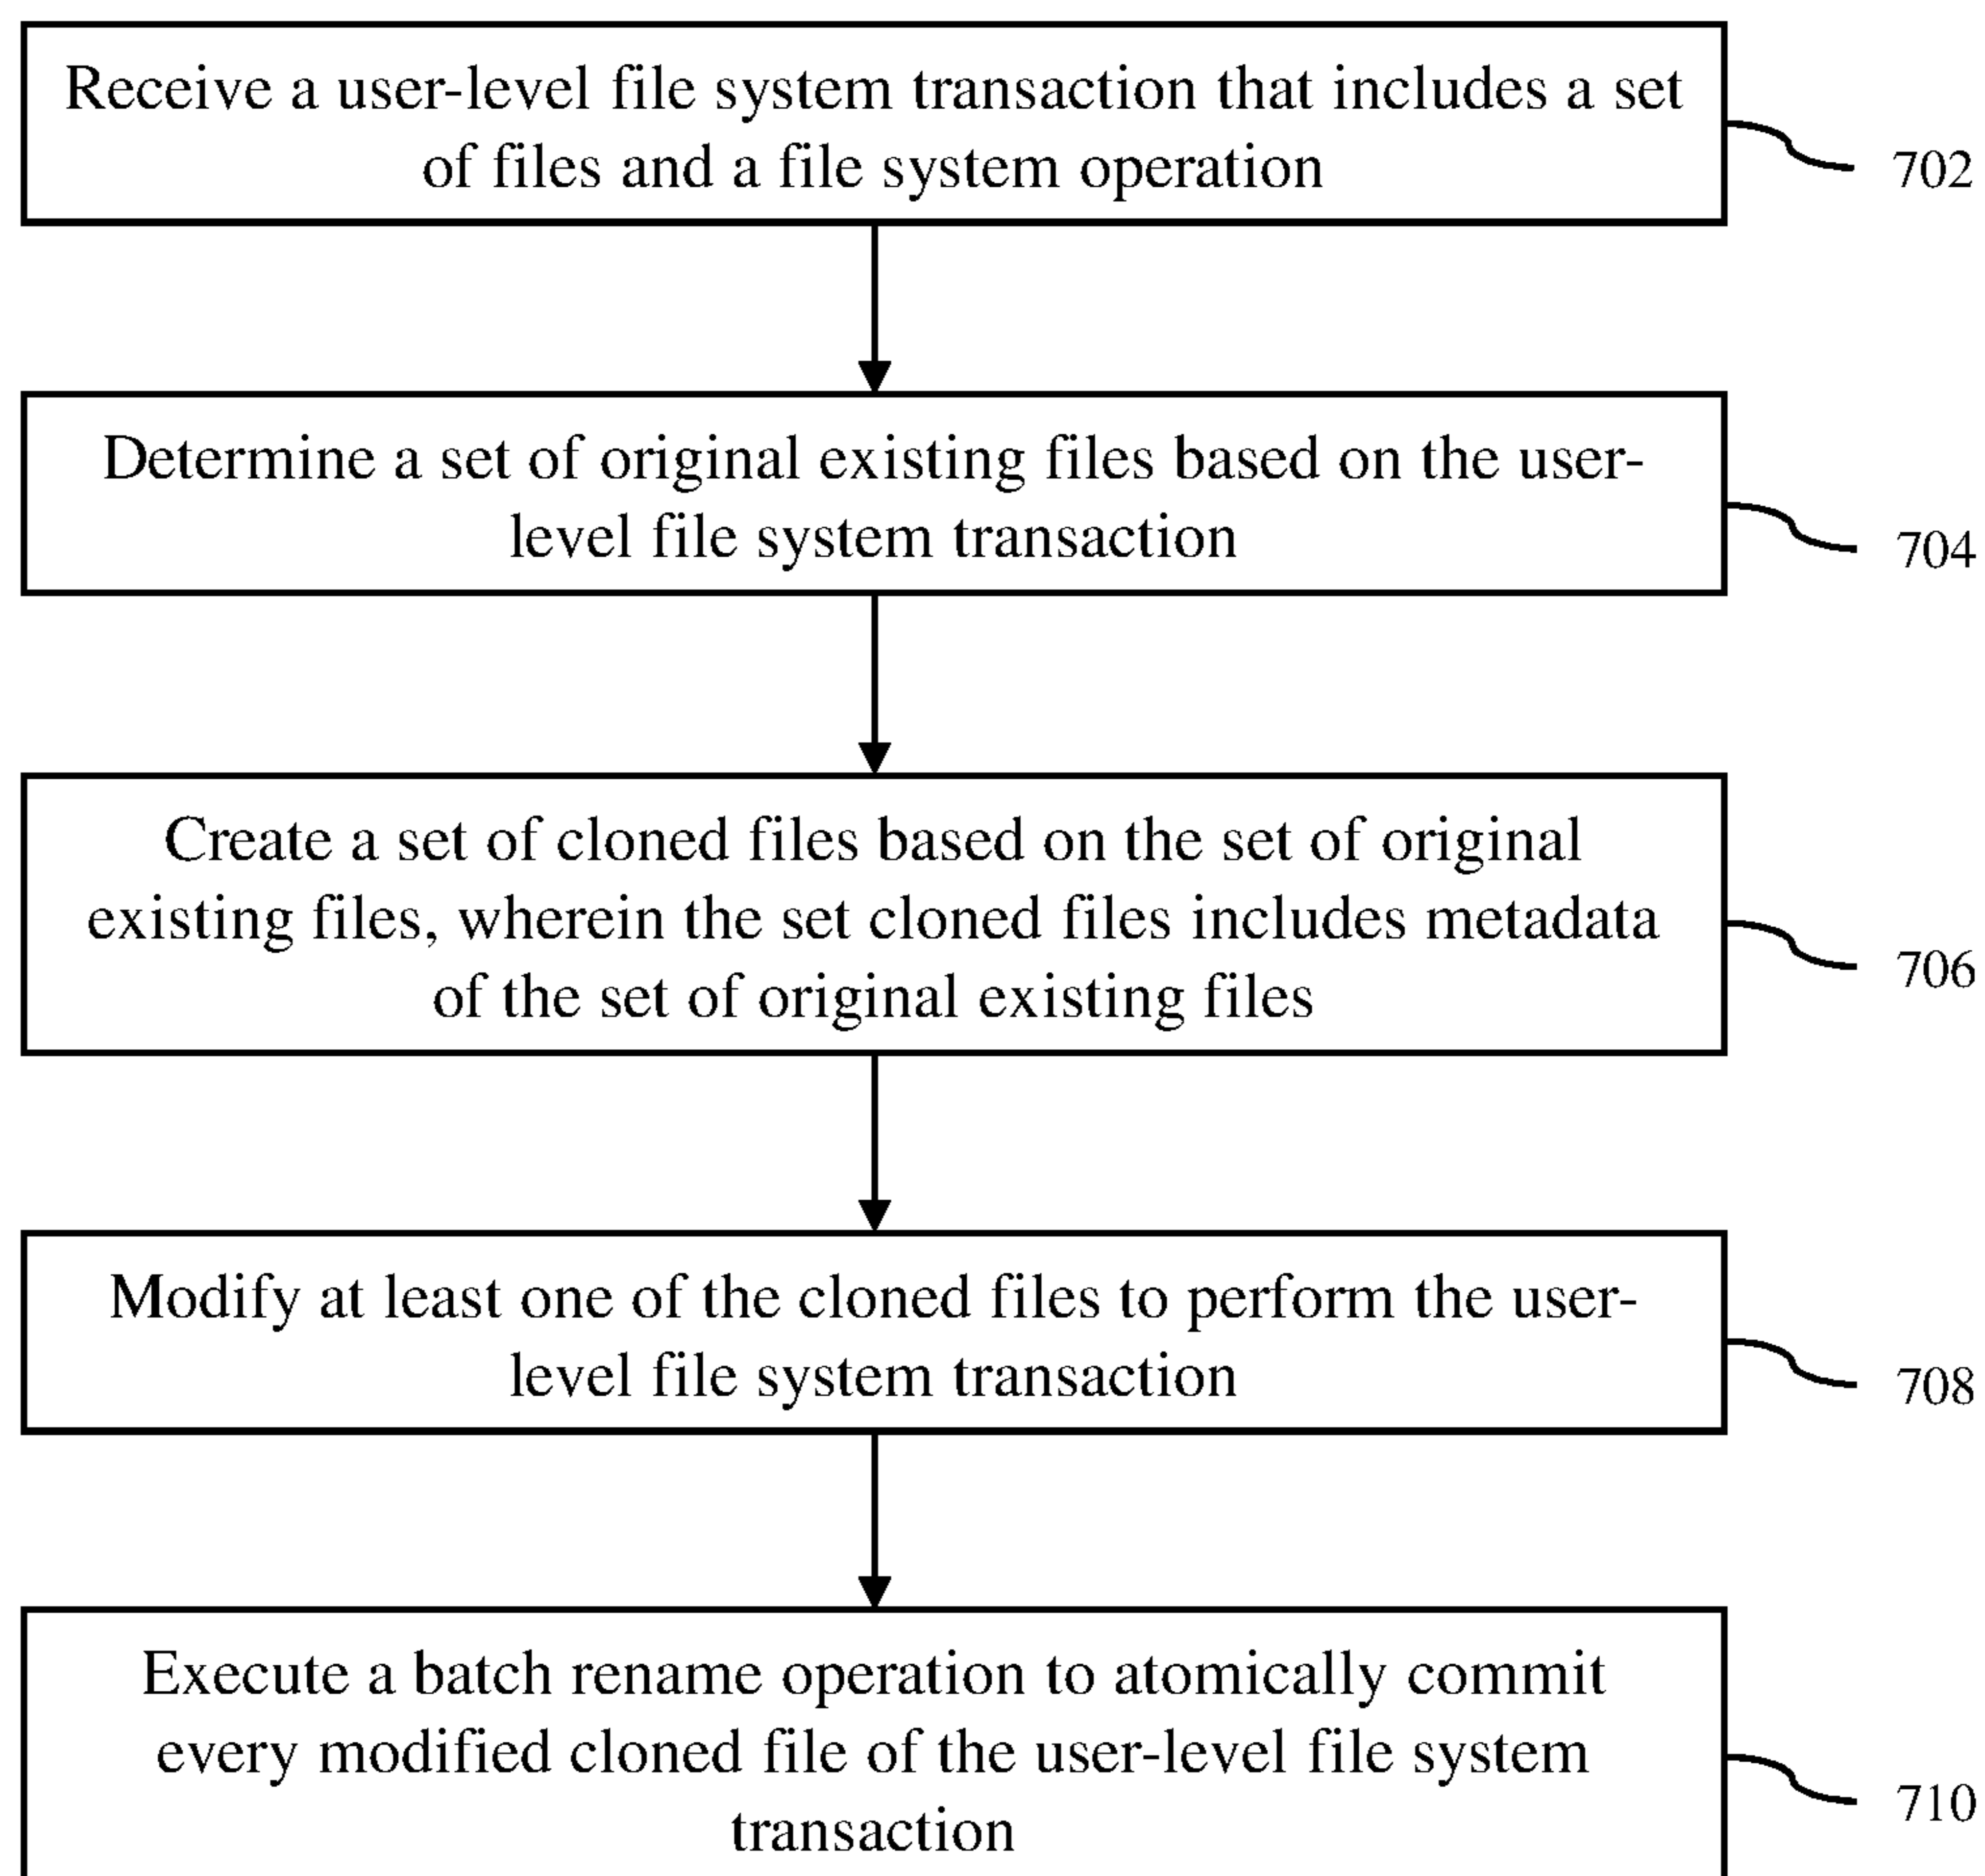 Receive a user-level file system transaction that includes a set
of files and a file system operation
702
Determine a set of original existing files based on the user-
level file system transaction
704
Create a set of cloned files based on the set of original
existing files, wherein the set cloned files includes metadata
of the set of original existing files
706
Modify at least one of the cloned files to perform the user-
level file system transaction
708
Execute a batch rename operation to atomically commit
every modified cloned file of the user-level file system
transaction
710